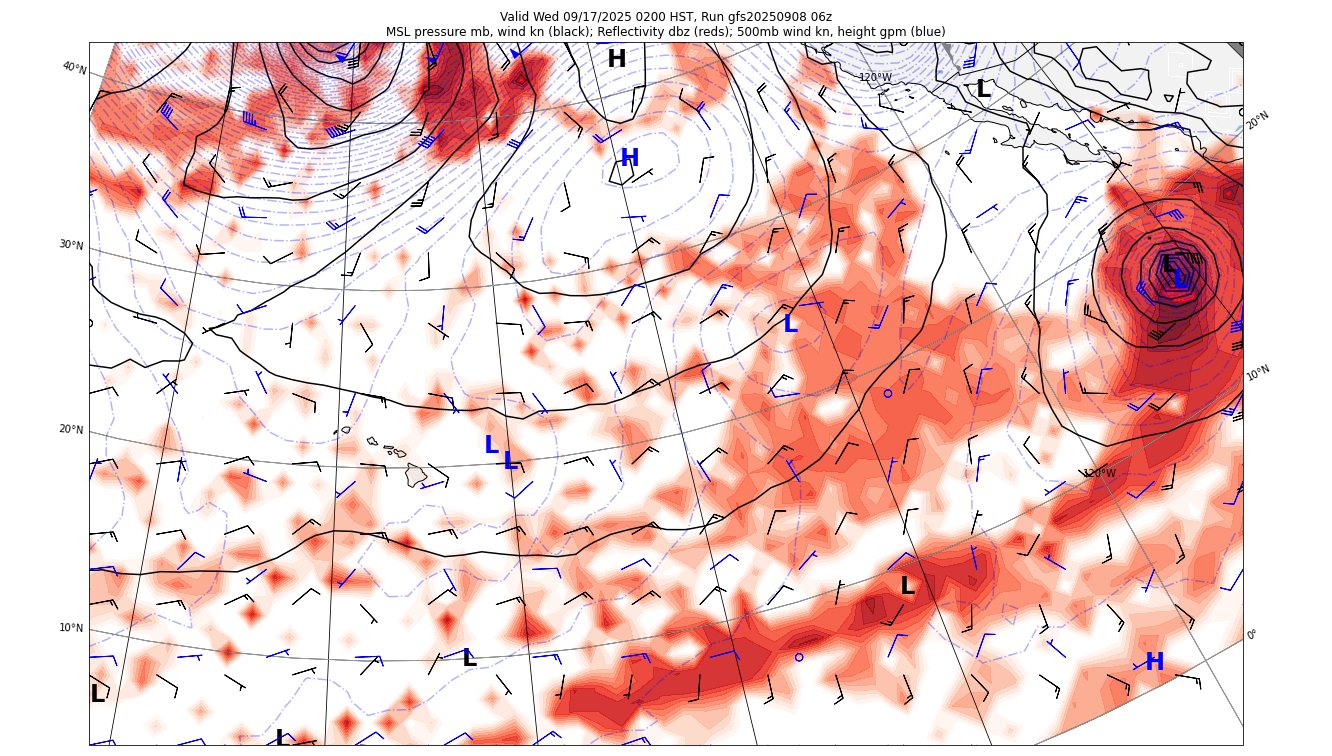 Valid Wed 09/17/2025 0200 HST, Run gfs20250908 06z
MSL pressure mb, wind kn (black); Reflectivity dbz (reds); 500mb wind kn, height gpm (blue)
H
40°N
120°W
L
20°N
H
30°N
L
L
L
10°N
20°N
L
L
120°W
L
10°N
0°
L
H
L
L